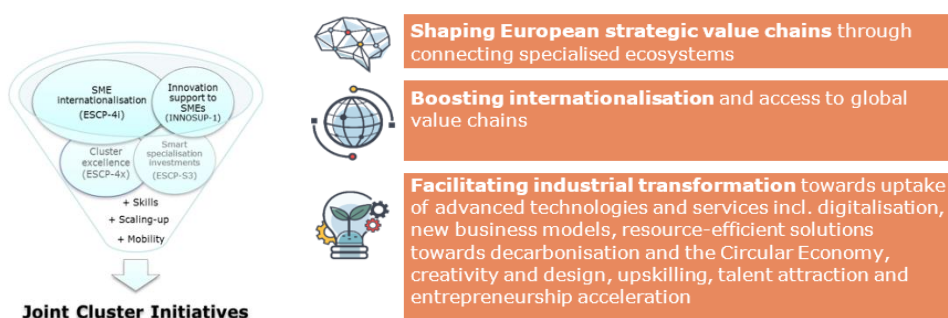 SME
internationalisation
(ESCP-4i)
Innovation
support to
SMEs
(INNOSUP-1)
Cluster
excellence
(ESCP-4x)
Smart
specialisation
investments
(ESCP-S3)
+ Skills
+ Scaling-up
+ Mobility
Joint Cluster Initiatives
Shaping European strategic value chains through
connecting specialised ecosystems
Boosting internationalisation and access to global
value chains
Facilitating industrial transformation towards uptake
of advanced technologies and services incl. digitalisation,
new business models, resource-efficient solutions
towards decarbonisation and the Circular Economy,
creativity and design, upskilling, talent attraction and
entrepreneurship acceleration